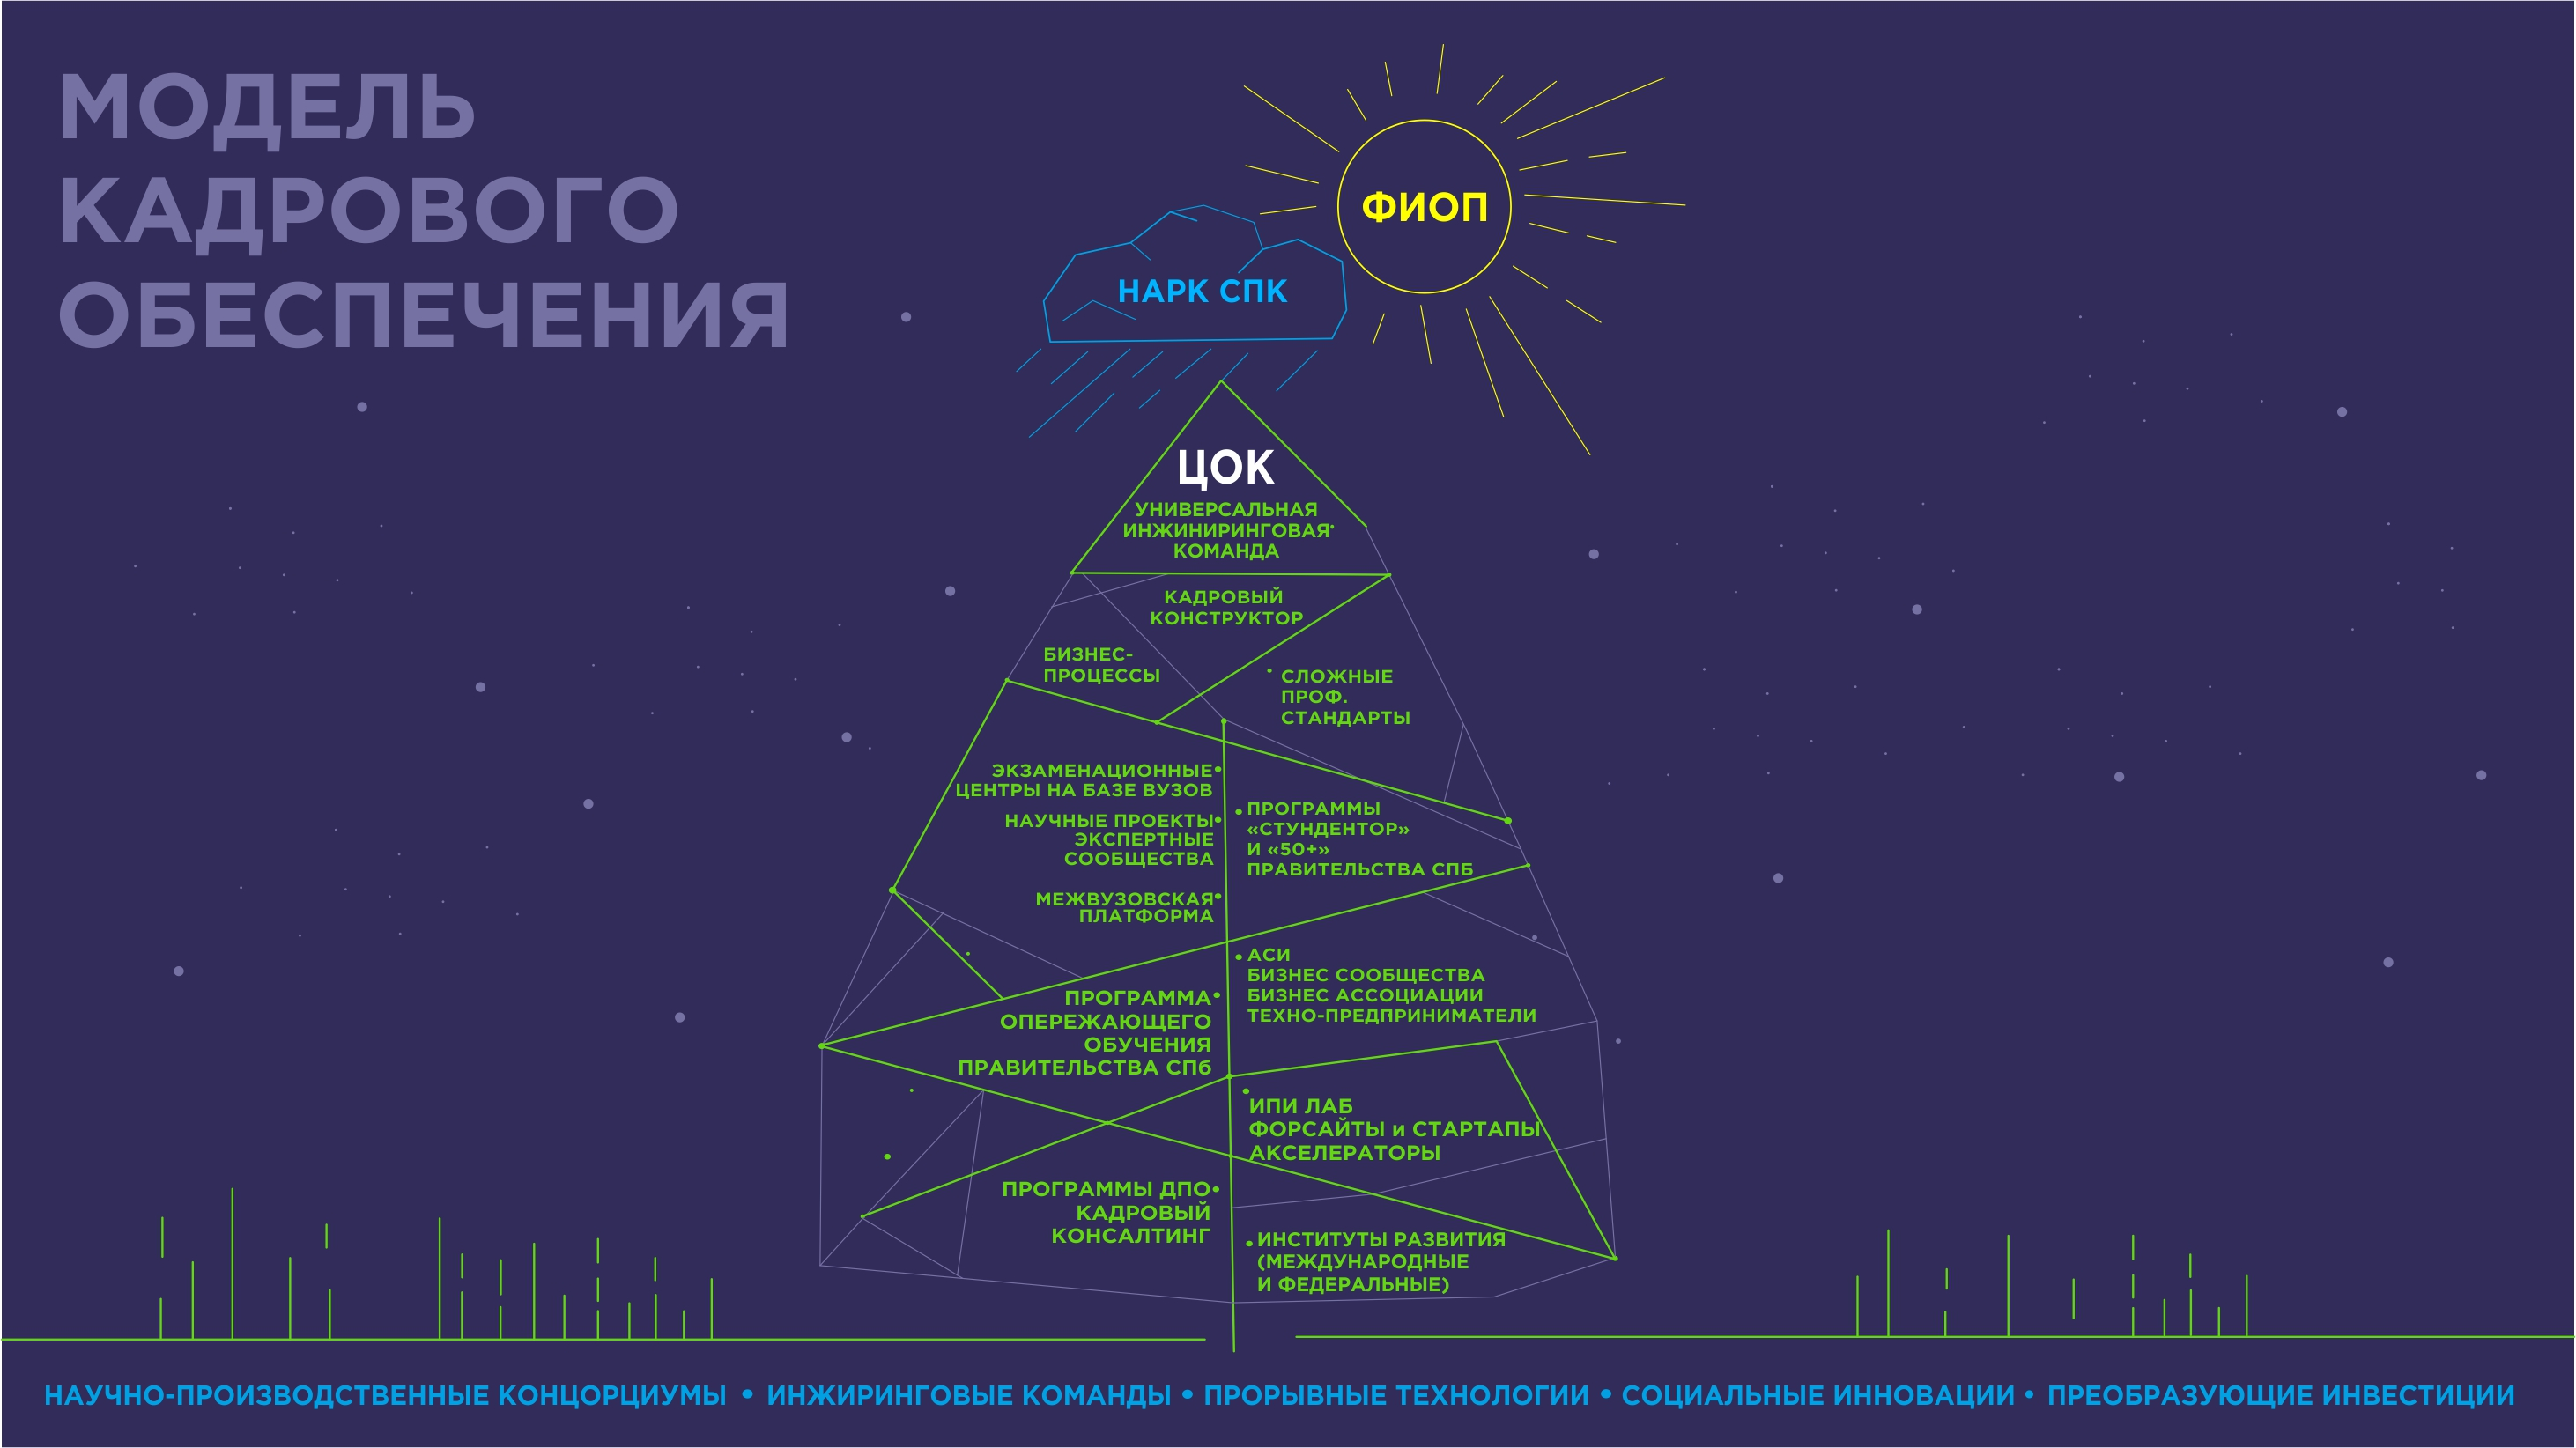 МОДЕЛЬ
КАДРОВОГО
ОБЕСПЕЧЕНИЯ
ФИОП
НАРК СПК
ЦОК
УНИВЕРСАЛЬНАЯ
ИНЖИНИРИНГОВАЯ
КОМАНДА
КАДРОВЫЙ
КОНСТРУКТОР
БИЗНЕС-
ПРОЦЕССЫ
СЛОЖНЫЕ
ПРОФ.
СТАНДАРТЫ
ЭКЗАМЕНАЦИОННЫЕ
ЦЕНТРЫ НА БАЗЕ ВУЗОВ
НАУЧНЫЕ ПРОЕКТЫ
ЭКСПЕРТНЫЕ
СООБЩЕСТВА
МЕЖВУЗОВСКАЯ
ПЛАТФОРМА
ПРОГРАММЫ
«СТУНДЕНТОР»
И «50+»
ПРАВИТЕЛЬСТВА СПБ
АСИ
БИЗНЕС СООБЩЕСТВА
БИЗНЕС АССОЦИАЦИИ
ТЕХНО-ПРЕДПРИНИМАТЕЛИ
ПРОГРАММА
ОПЕРЕЖАЮЩЕГО
ОБУЧЕНИЯ
ПРАВИТЕЛЬСТВА СПб
ИПИ ЛАБ
ФОРСАЙТЫ и СТАРТАПЫ
АКСЕЛЕРАТОРЫ
ПРОГРАММЫ ДПО
КАДРОВЫЙ
КОНСАЛТИНГ
ИНСТИТУТЫ РАЗВИТИЯ
(МЕЖДУНАРОДНЫЕ
И ФЕДЕРАЛЬНЫЕ)
НАУЧНО-ПРОИЗВОДСТВЕННЫЕ КОНЦОРЦИУМЫ • ИНЖИРИНГОВЫЕ КОМАНДЫ • ПРОРЫВНЫЕ ТЕХНОЛОГИИ • СОЦИАЛЬНЫЕ ИННОВАЦИИ • ПРЕОБРАЗУЮЩИЕ ИНВЕСТИЦИИ